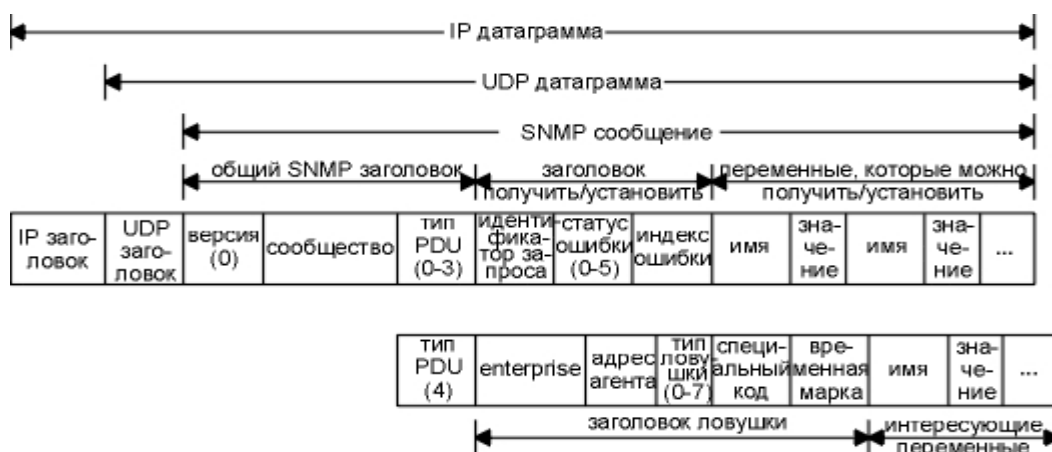 IP датаграмма
UDP датаграмма
SNMP сообщение
общий SNMP заголовок
заголовок
получить/установить
переменные, которые можно
получить/установить
IP заго-
ловок
UDP
заго-
ловок
версия
(0)
сообщество
тип
PDU
(0-3)
иденти-
фика-
тор за-
проса
статус
ошибки
(0-5)
индекс
ошибки
имя
зна-
че-
ние
имя
зна-
че-
ние
...
тип
PDU
(4)
enterprise
адрес
агента
тип
лову-
шки
(0-7)
специ-
альный
код
вре-
менная
марка
имя
зна-
че-
ние
...
заголовок ловушки
интересующие
переменные